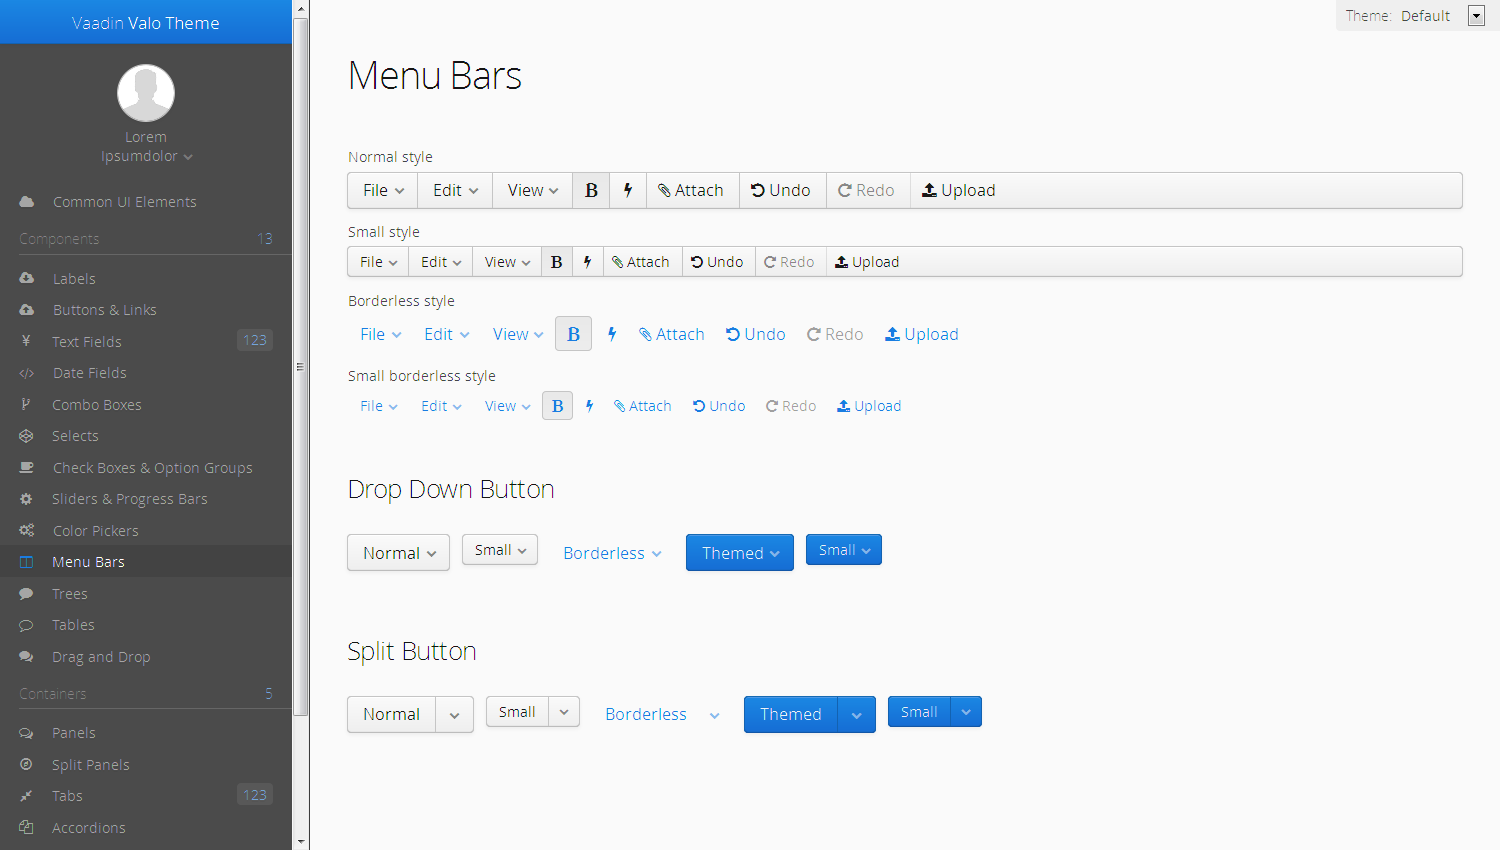 Vaadin Valo Theme
Lorem
Ipsumdolor
Common UI Elements
Components 13
Labels
Buttons & Links
Text Fields 123
Date Fields
Combo Boxes
Selects
Check Boxes & Option Groups
Sliders & Progress Bars
Color Pickers
Menu Bars
Trees
Tables
Drag and Drop
Containers 5
Panels
Split Panels
Tabs 123
Accordions
Theme: Default
Menu Bars
Normal style
File Edit View B Attach Undo Redo Upload
Small style
File Edit View B Attach Undo Redo Upload
Borderless style
File Edit View B Attach Undo Redo Upload
Small borderless style
File Edit View B Attach Undo Redo Upload
Drop Down Button
Normal Small Borderless Themed Small
Split Button
Normal Small Borderless Themed Small